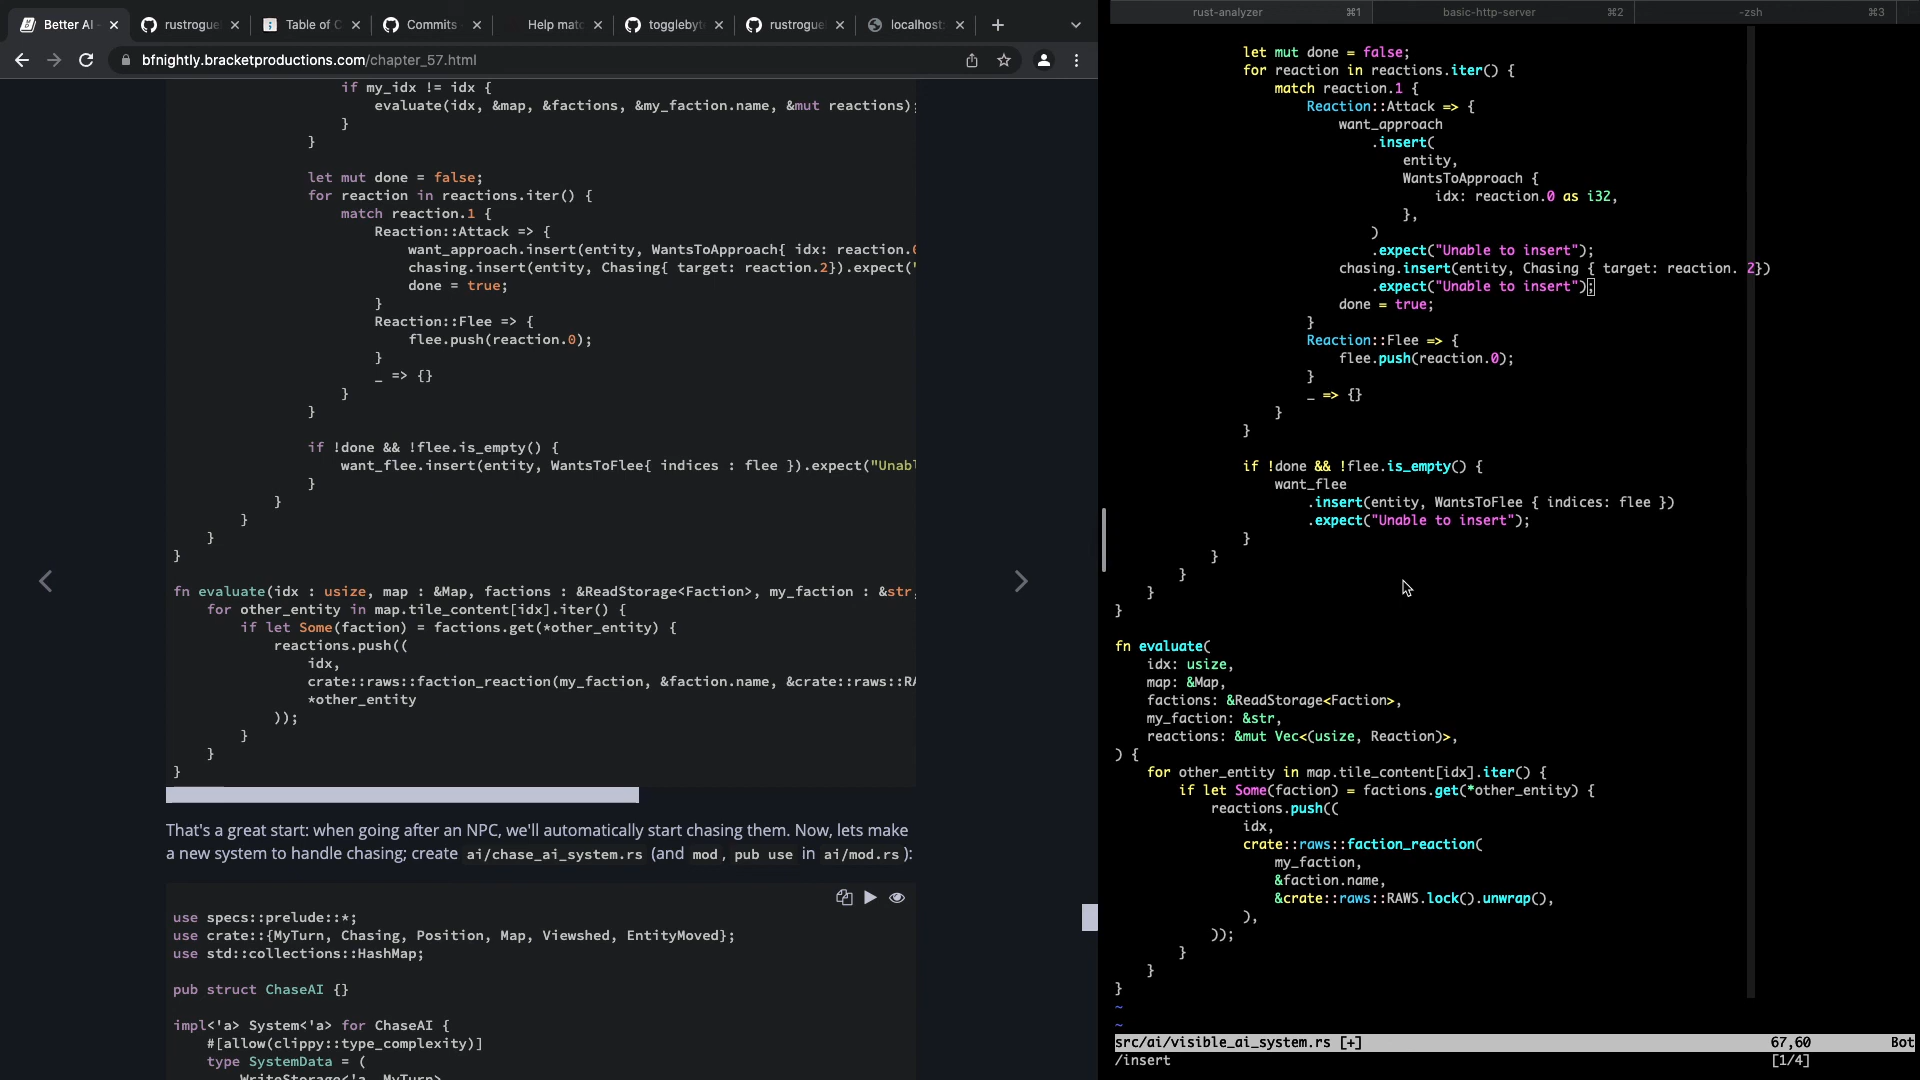 Better AI -
rustrogue
Table of C
Commits
Help matc
toggleby
rustrogue
localhost:
bfnightly.bracketproductions.com/chapter_57.html
if my_idx != idx {
evaluate(idx, &map, &factions, &my_faction.name, &mut reactions);
}
}
let mut done = false;
for reaction in reactions.iter() {
match reaction.1 {
Reaction::Attack => {
want_approach.insert(entity, WantsToApproach{ idx: reaction.0
chasing.insert(entity, Chasing{ target: reaction.2}).expect("
done = true;
}
Reaction::Flee => {
flee.push(reaction.0);
}
_ => {}
}
}
if !done && !flee.is_empty() {
want_flee.insert(entity, WantsToFlee{ indices : flee }).expect("Unabl
}
}
}
}
}
fn evaluate(idx : usize, map : &Map, factions : &ReadStorage<Faction>, my_faction : &str,
for other_entity in map.tile_content[idx].iter() {
if let Some(faction) = factions.get(*other_entity) {
reactions.push((
idx,
crate::raws::faction_reaction(my_faction, &faction.name, &crate::raws::RA
*other_entity
));
}
}
}
That's a great start: when going after an NPC, we'll automatically start chasing them. Now, lets make
a new system to handle chasing; create ai/chase_ai_system.rs (and mod, pub use in ai/mod.rs):
use specs::prelude::*;
use crate::{MyTurn, Chasing, Position, Map, Viewshed, EntityMoved};
use std::collections::HashMap;
pub struct ChaseAI {}
impl<'a> System<'a> for ChaseAI {
#[allow(clippy::type_complexity)]
type SystemData = (
WriteStorage<'a, MyTurn>
rust-analyzer ⌘1
basic-http-server ⌘2
-zsh ⌘3
let mut done = false;
for reaction in reactions.iter() {
match reaction.1 {
Reaction::Attack => {
want_approach
.insert(
entity,
WantsToApproach {
idx: reaction.0 as i32,
},
)
.expect("Unable to insert");
chasing.insert(entity, Chasing { target: reaction. 2})
.expect("Unable to insert");
done = true;
}
Reaction::Flee => {
flee.push(reaction.0);
}
_ => {}
}
}
if !done && !flee.is_empty() {
want_flee
.insert(entity, WantsToFlee { indices: flee })
.expect("Unable to insert");
}
}
}
}
}
fn evaluate(
idx: usize,
map: &Map,
factions: &ReadStorage<Faction>,
my_faction: &str,
reactions: &mut Vec<(usize, Reaction)>,
) {
for other_entity in map.tile_content[idx].iter() {
if let Some(faction) = factions.get(*other_entity) {
reactions.push((
idx,
crate::raws::faction_reaction(
my_faction,
&faction.name,
&crate::raws::RAWS.lock().unwrap(),
),
));
}
}
}
~
~
src/ai/visible_ai_system.rs [+] 67,60 Bot
/insert [1/4]